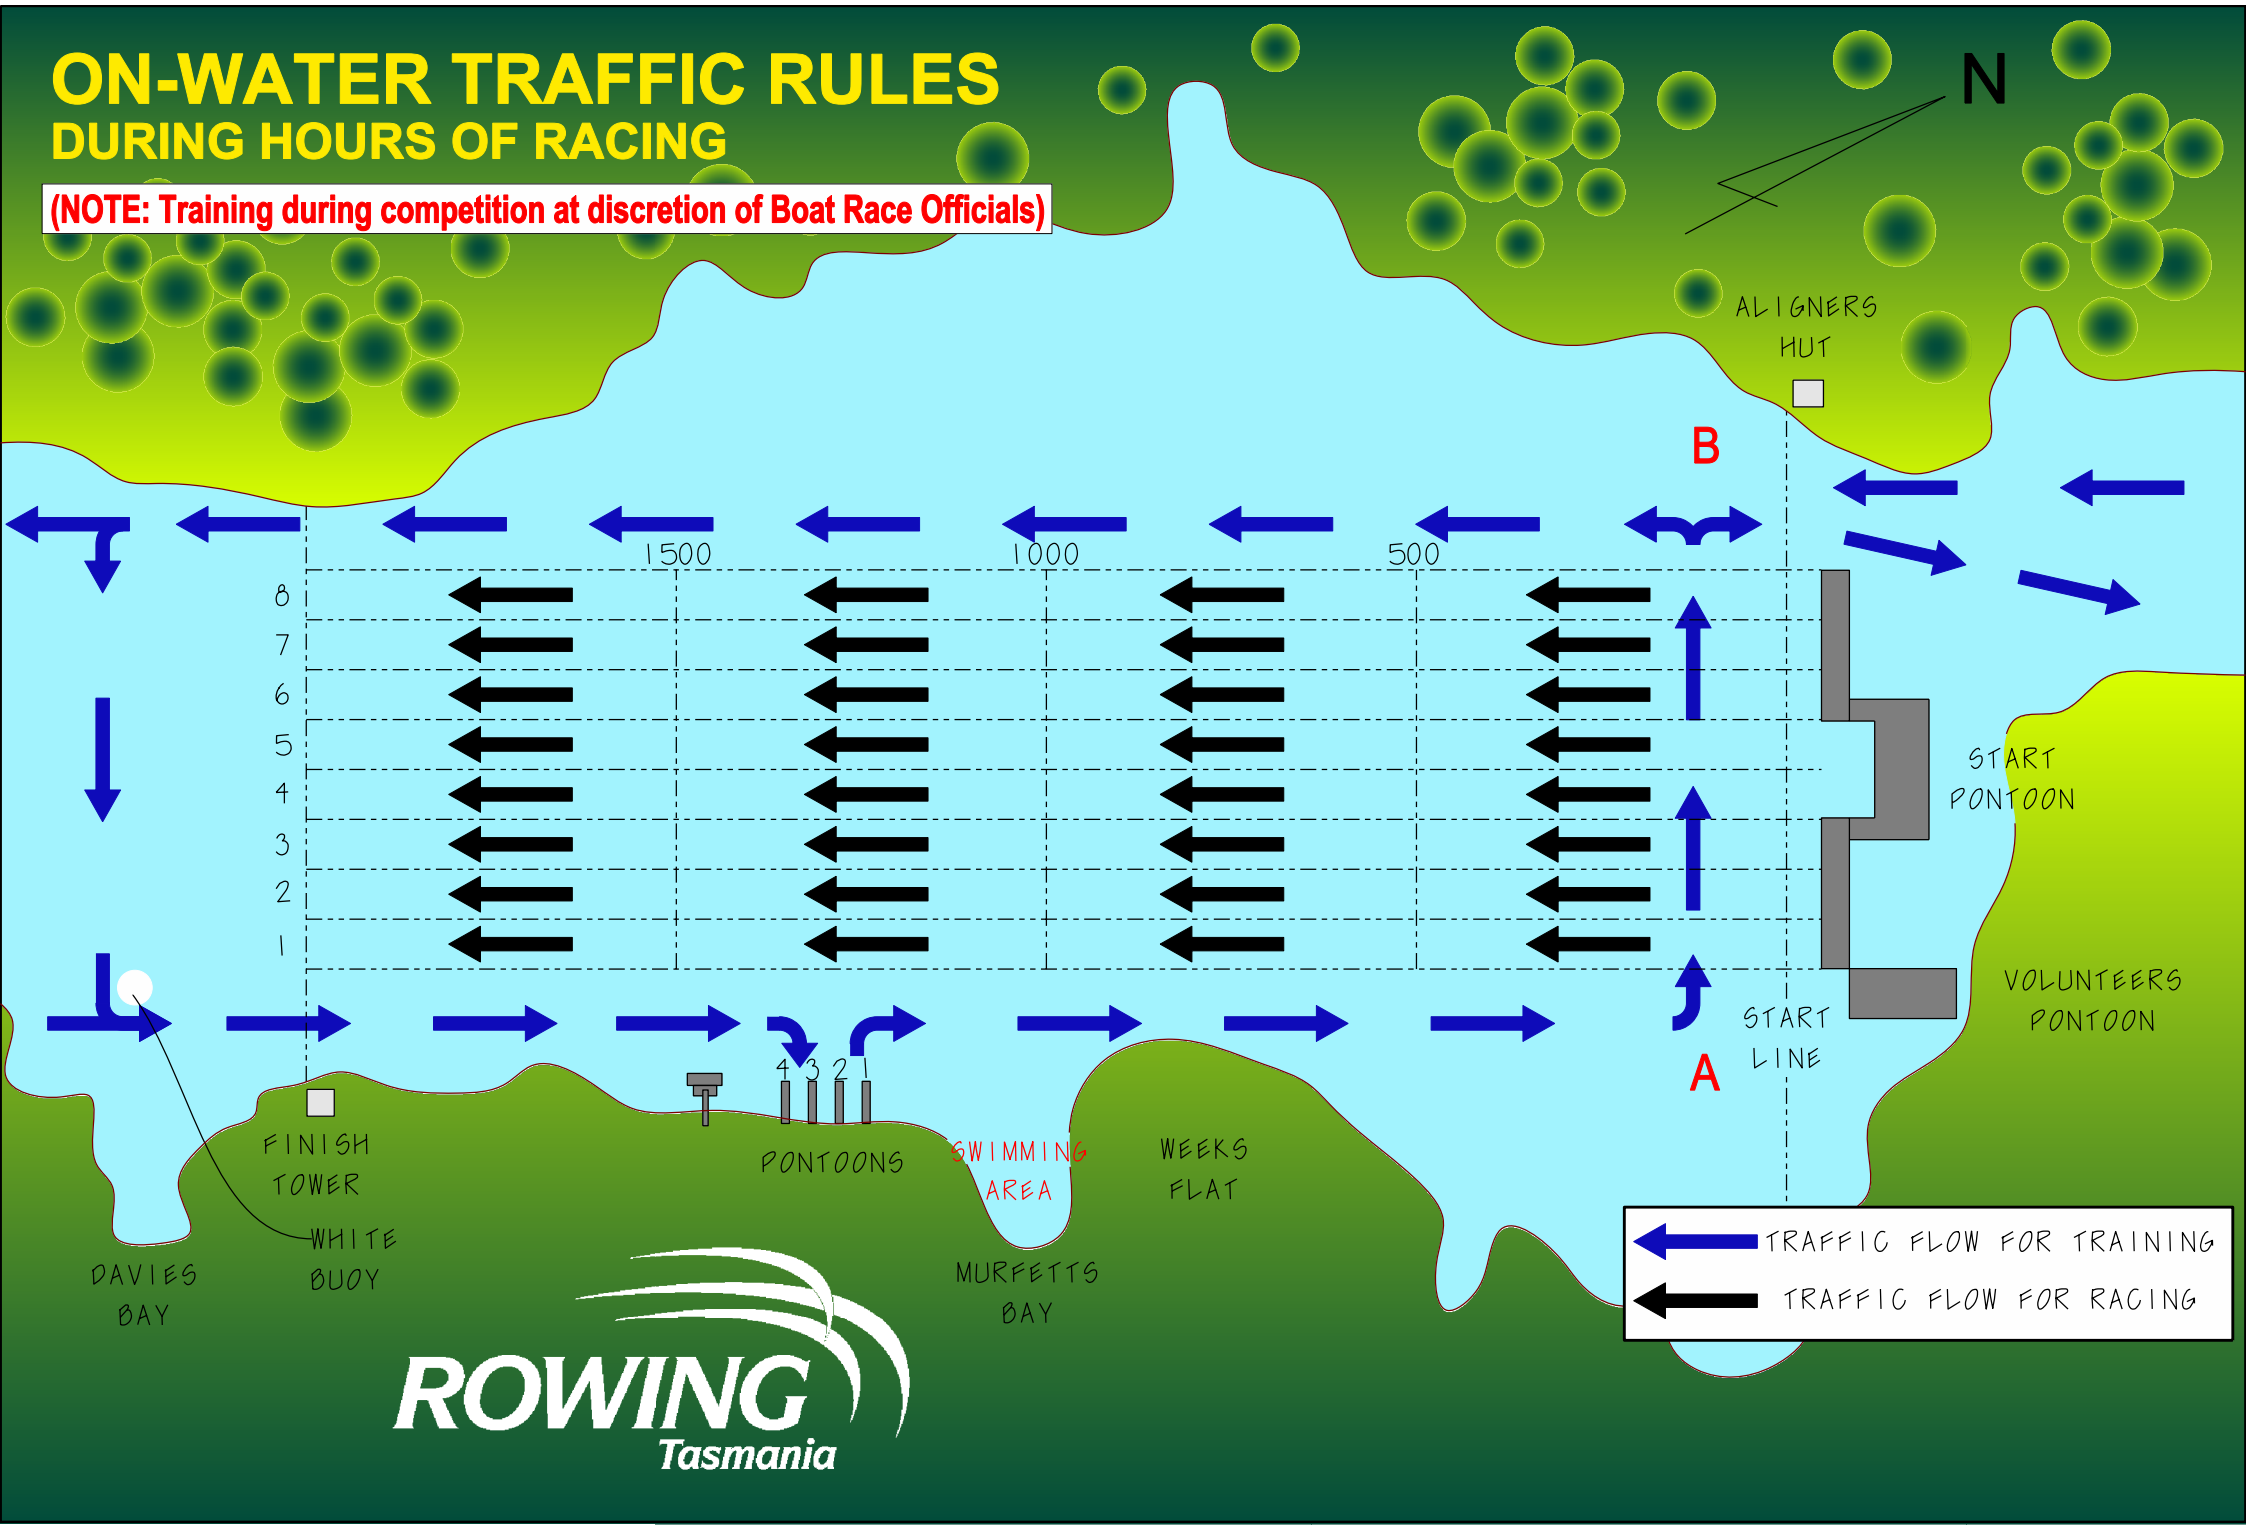 ON-WATER TRAFFIC RULES
DURING HOURS OF RACING
(NOTE: Training during competition at discretion of Boat Race Officials)
N
ALIGNERS
HUT
B
1500
1000
500
8
7
6
5
4
3
2
1
START
PONTOON
VOLUNTEERS
PONTOON
START
LINE
A
4 3 2 1
FINISH
TOWER
PONTOONS
SWIMMING
AREA
WEEKS
FLAT
WHITE
BUOY
DAVIES
BAY
MURFETTS
BAY
TRAFFIC FLOW FOR TRAINING
TRAFFIC FLOW FOR RACING
ROWING
Tasmania